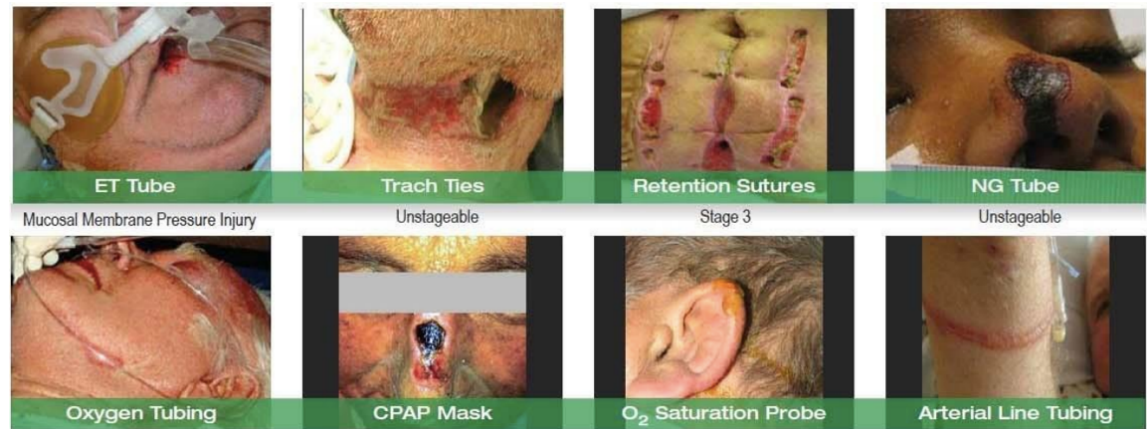 ET Tube
Trach Ties
Retention Sutures
NG Tube
Mucosal Membrane Pressure Injury
Unstageable
Stage 3
Unstageable
Oxygen Tubing
CPAP Mask
O₂ Saturation Probe
Arterial Line Tubing